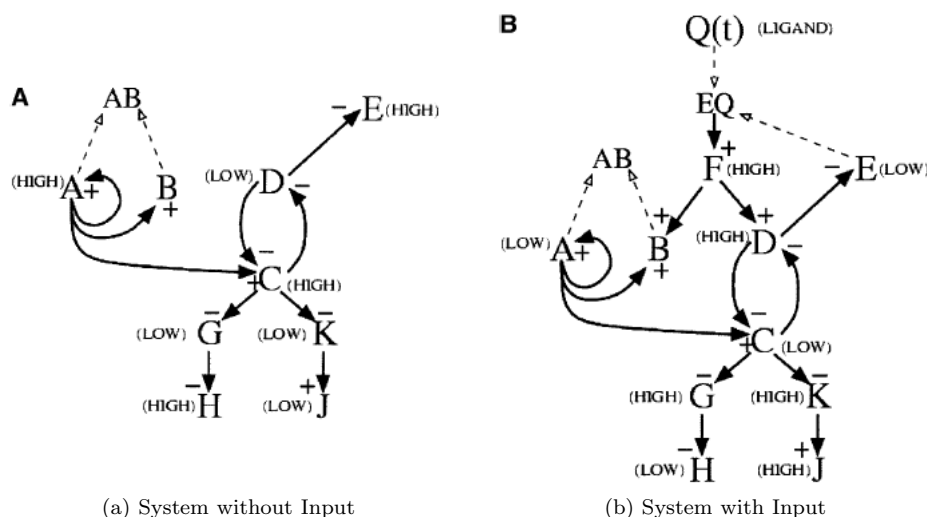 A
AB
(HIGH) A +
B
+
(LOW) D −
− E (HIGH)
−
+ C (HIGH)
−
(LOW) G
−
(LOW) K
−
(HIGH) H
+
(LOW) J
(a) System without Input
B
Q(t) (LIGAND)
EQ
+
F (HIGH)
AB
− E (LOW)
(LOW) A +
+
B
+
+
(HIGH) D −
−
+ C (LOW)
−
(HIGH) G
−
(HIGH) K
−
(LOW) H
+
(HIGH) J
(b) System with Input